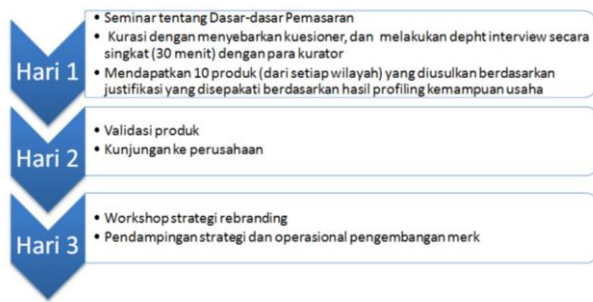 Hari 1
• Seminar tentang Dasar-dasar Pemasaran
• Kurasi dengan menyebarkan kuesioner, dan melakukan depht interview secara
singkat (30 menit) dengan para kurator
• Mendapatkan 10 produk (dari setiap wilayah) yang diusulkan berdasarkan
justifikasi yang disepakati berdasarkan hasil profiling kemampuan usaha
Hari 2
• Validasi produk
• Kunjungan ke perusahaan
Hari 3
• Workshop strategi rebranding
• Pendampingan strategi dan operasional pengembangan merk